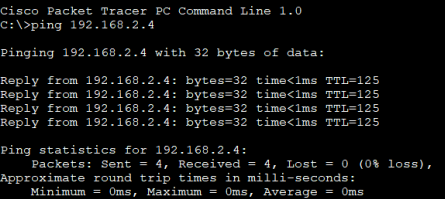 Cisco Packet Tracer PC Command Line 1.0
C:\>ping 192.168.2.4
Pinging 192.168.2.4 with 32 bytes of data:
Reply from 192.168.2.4: bytes=32 time<1ms TTL=125
Reply from 192.168.2.4: bytes=32 time<1ms TTL=125
Reply from 192.168.2.4: bytes=32 time<1ms TTL=125
Reply from 192.168.2.4: bytes=32 time<1ms TTL=125
Ping statistics for 192.168.2.4:
    Packets: Sent = 4, Received = 4, Lost = 0 (0% loss),
Approximate round trip times in milli-seconds:
    Minimum = 0ms, Maximum = 0ms, Average = 0ms